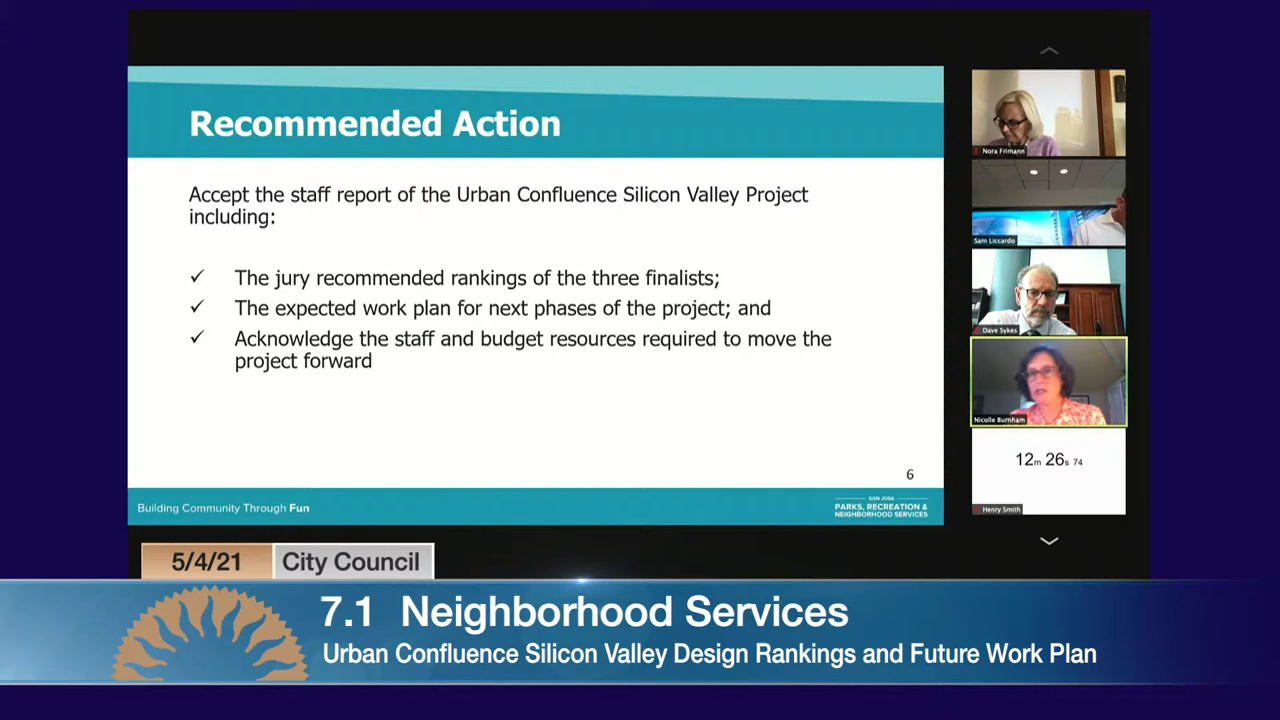 Recommended Action
Accept the staff report of the Urban Confluence Silicon Valley Project
including:
✓ The jury recommended rankings of the three finalists;
✓ The expected work plan for next phases of the project; and
✓ Acknowledge the staff and budget resources required to move the
project forward
6
Building Community Through Fun
SAN JOSE
PARKS, RECREATION &
NEIGHBORHOOD SERVICES
Nora Frimann
Sam Liccardo
Dave Sykes
Nicolle Burnham
12m 26s 74
Henry Smith
5/4/21 City Council
7.1 Neighborhood Services
Urban Confluence Silicon Valley Design Rankings and Future Work Plan